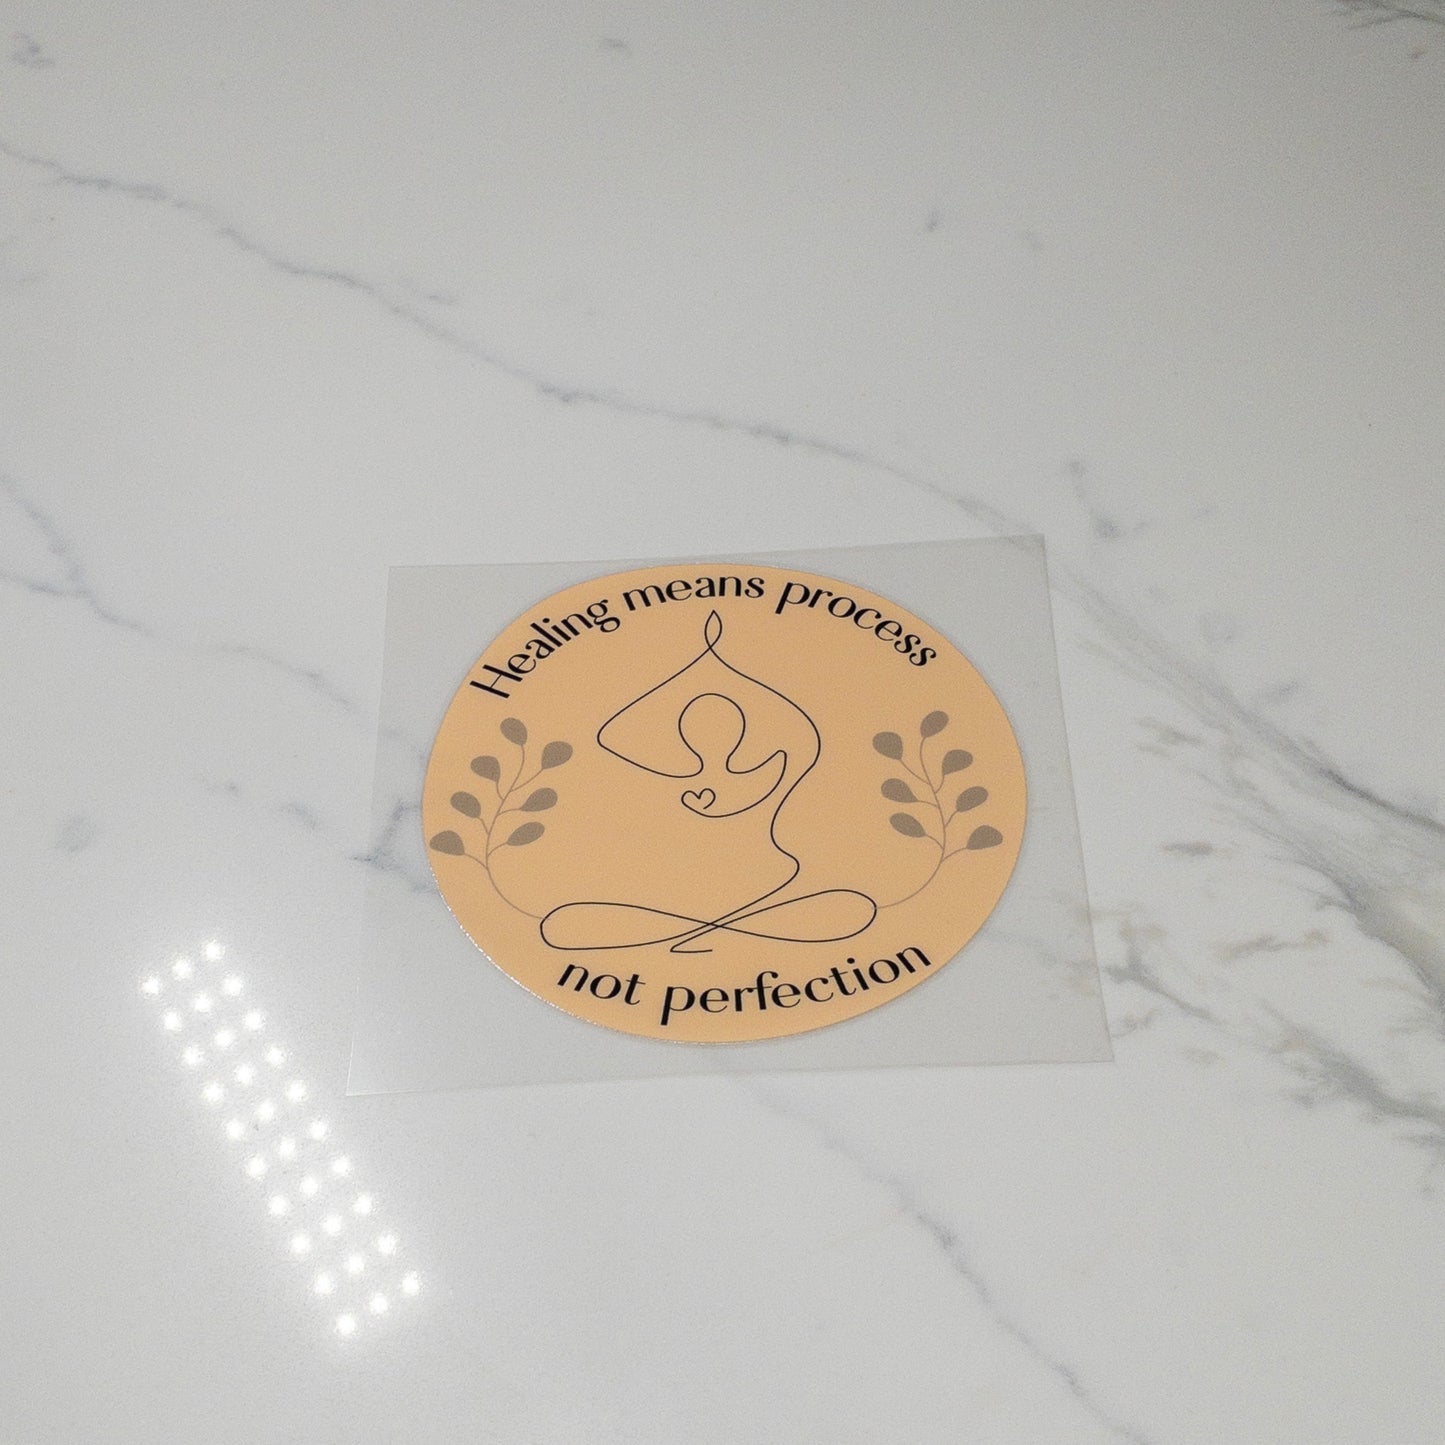 Healing means process
not perfection